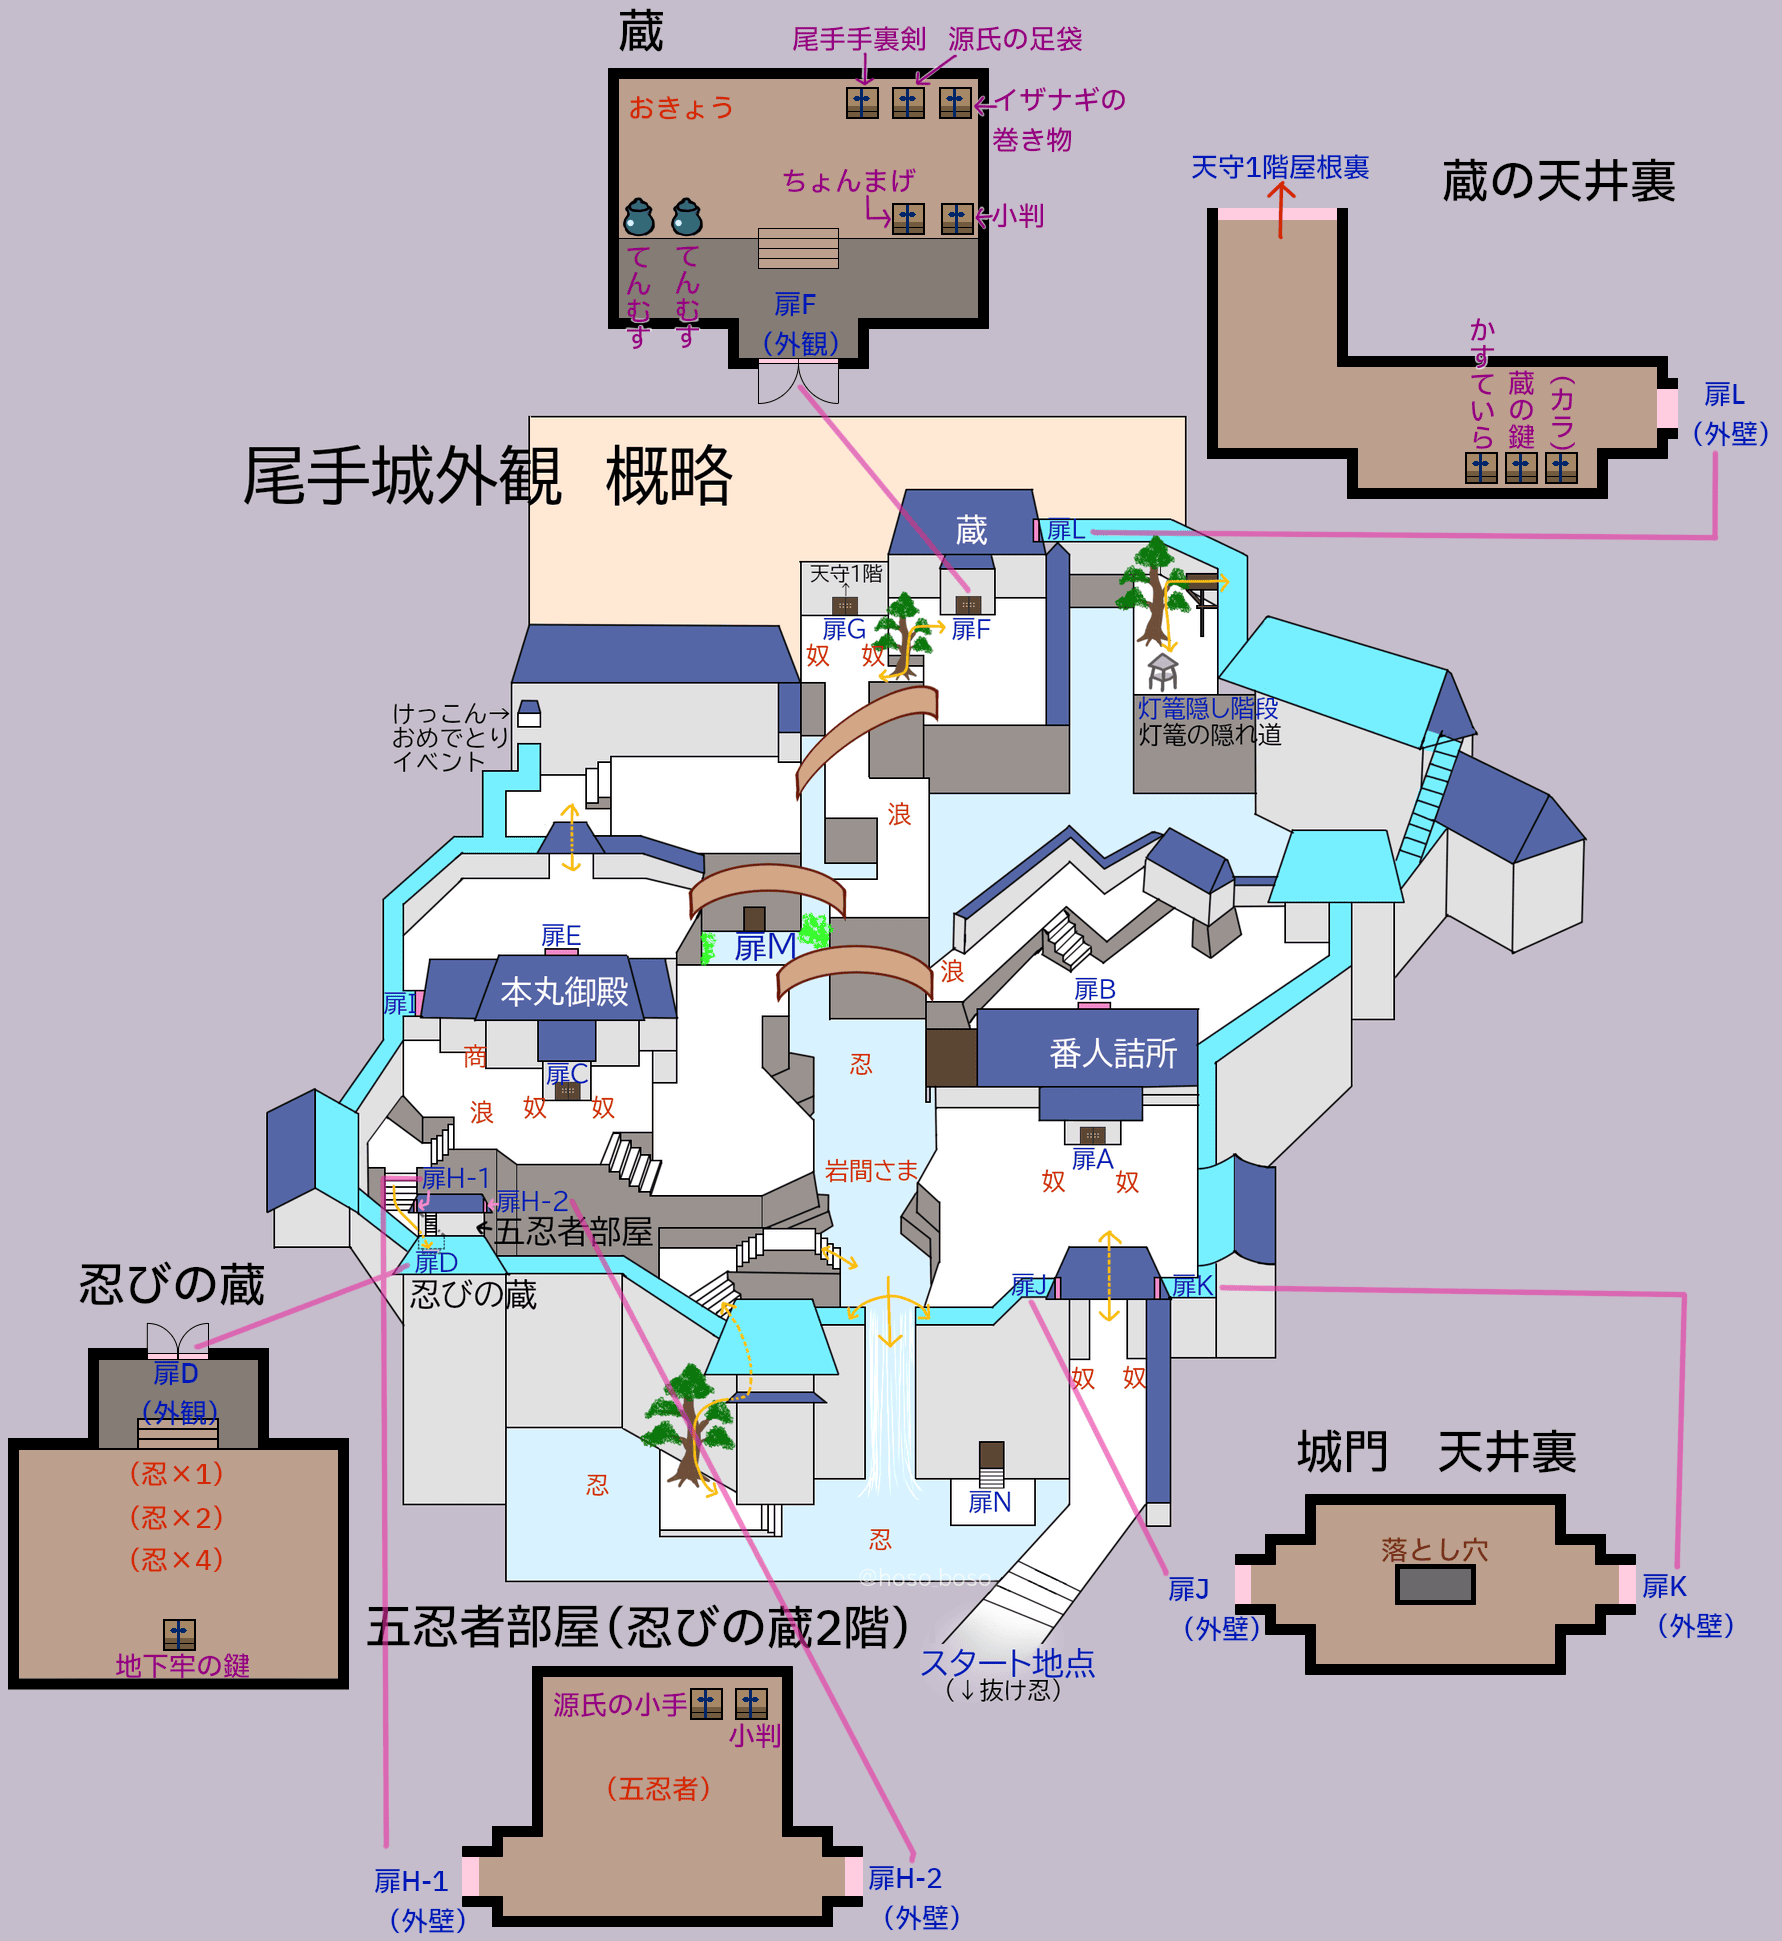 蔵
尾手手裏剣
源氏の足袋
おきょう
イザナギの
巻き物
ちょんまげ
小判
てんむす
てんむす
扉F
（外観）
天守1階屋根裏
蔵の天井裏
かすていら
蔵の鍵
（カラ）
扉L
（外壁）
尾手城外観 概略
蔵
扉L
天守1階
↑
扉G
扉F
奴
奴
けっこん→
おめでとり
イベント
灯篭隠し階段
灯篭の隠れ道
浪
扉M
扉E
本丸御殿
扉I
浪
扉B
番人詰所
商
扉C
忍
浪
奴
奴
扉A
岩間さま
奴
奴
扉H-1
扉H-2
←五忍者部屋
扉D
忍びの蔵
扉J
扉K
忍びの蔵
扉D
（外観）
（忍×1）
（忍×2）
（忍×4）
地下牢の鍵
奴
奴
忍
扉N
忍
@hoso_boso
城門 天井裏
落とし穴
扉J
（外壁）
扉K
（外壁）
スタート地点
（↓抜け忍）
五忍者部屋(忍びの蔵2階)
源氏の小手
小判
（五忍者）
扉H-1
（外壁）
扉H-2
（外壁）